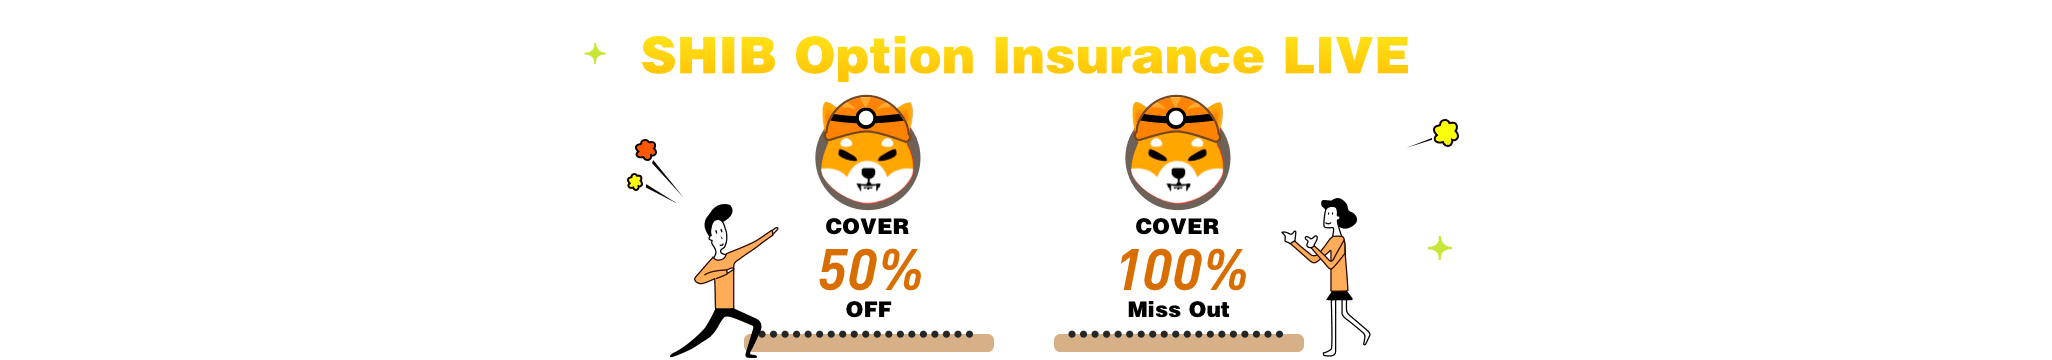 SHIB Option Insurance LIVE
COVER
50%
OFF
COVER
100%
Miss Out